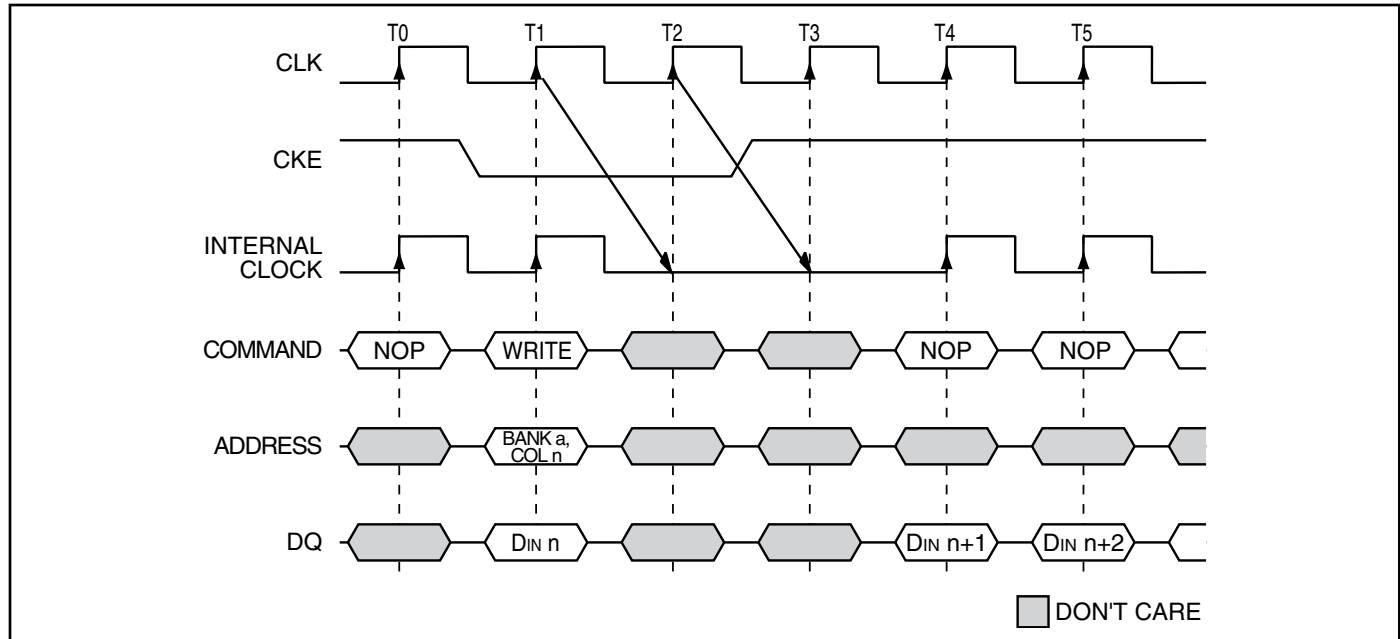 T0 T1 T2 T3 T4 T5
CLK
CKE
INTERNAL
CLOCK
COMMAND NOP WRITE NOP NOP
ADDRESS BANK a,
COL n
DQ DIN n DIN n+1 DIN n+2
DON'T CARE